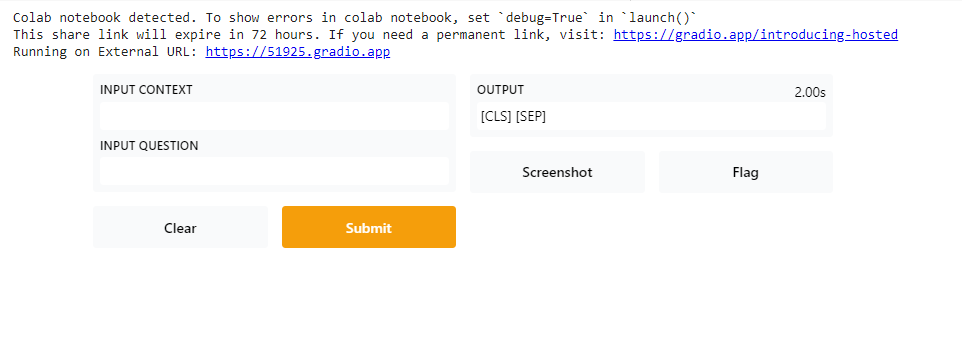 Colab notebook detected. To show errors in colab notebook, set `debug=True` in `launch()`
This share link will expire in 72 hours. If you need a permanent link, visit: https://gradio.app/introducing-hosted
Running on External URL: https://51925.gradio.app
INPUT CONTEXT
INPUT QUESTION
Clear
Submit
OUTPUT
2.00s
[CLS] [SEP]
Screenshot
Flag